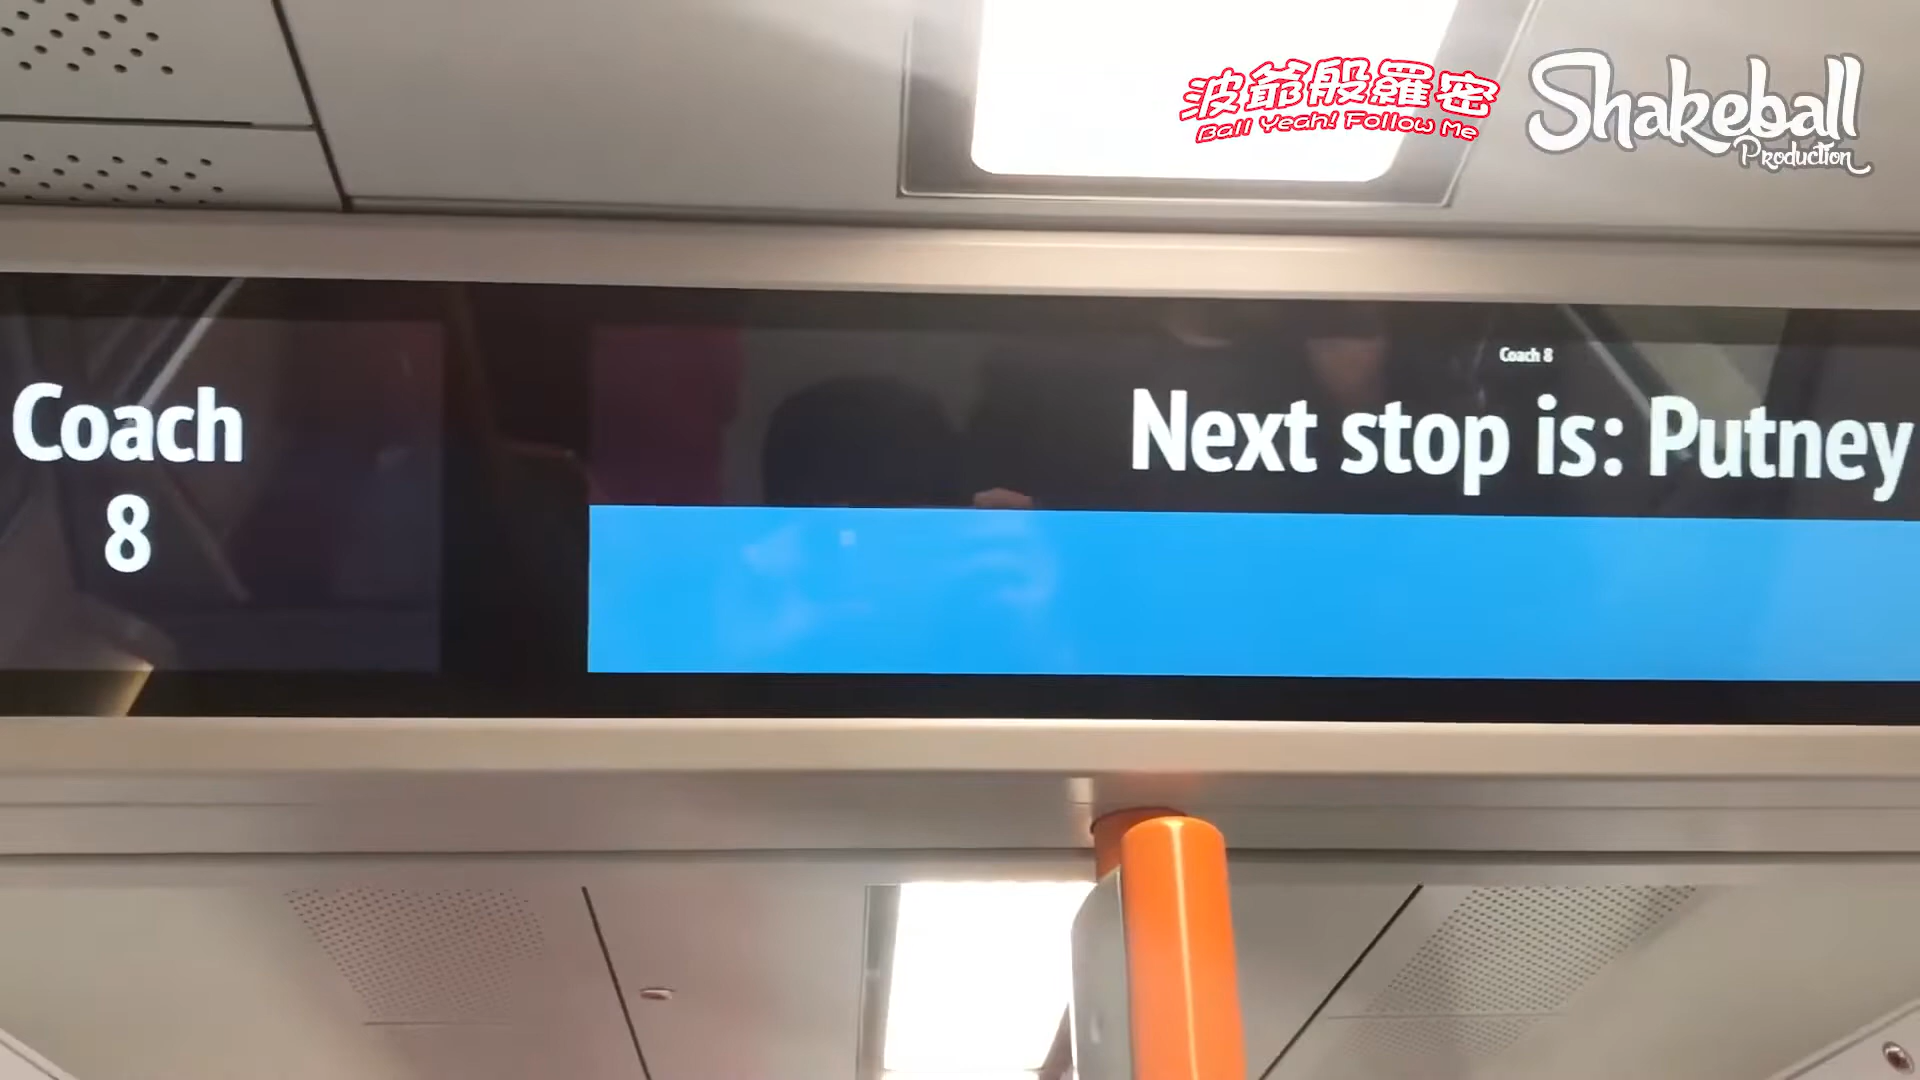 波爺般羅密
Ball Yeah! Follow Me
Shakeball
Production
Coach
8
Coach 8
Next stop is: Putney